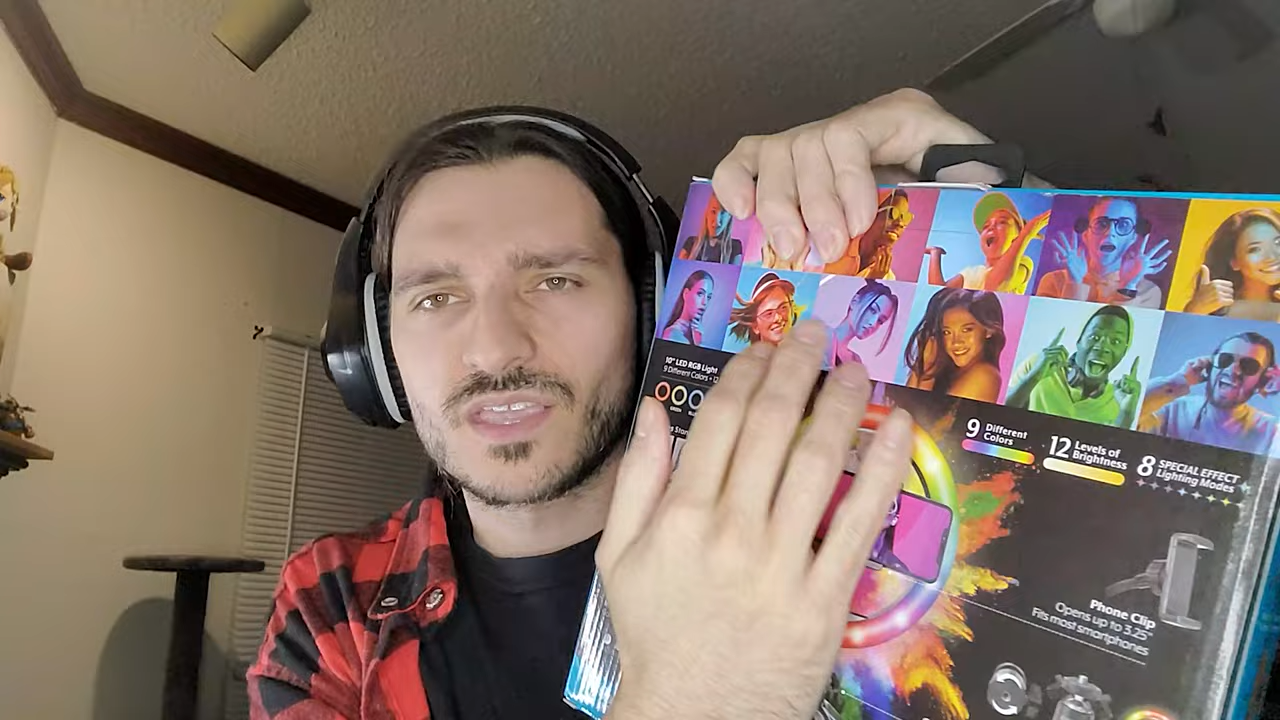 10" LED RGB Light
9 Different Colors • 12
9 Different
Colors
12 Levels of
Brightness
8 SPECIAL EFFECT
Lighting Modes
Phone Clip
Opens up to 3.25"
Fits most smartphones